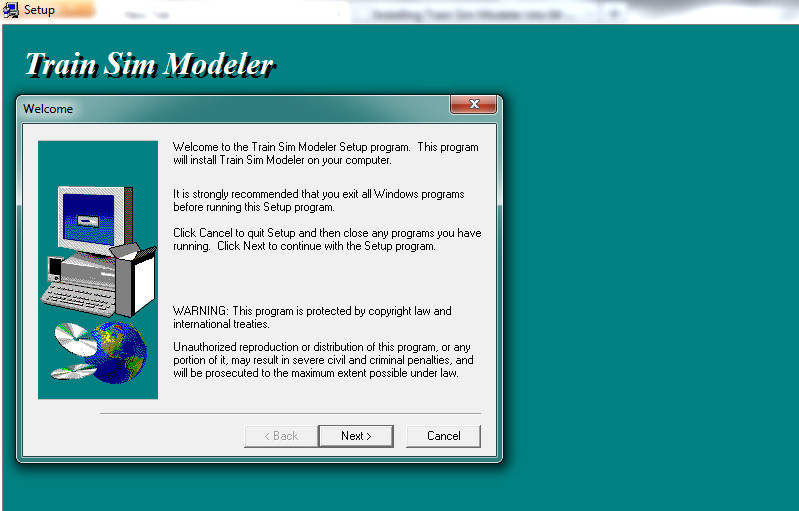 Setup
Train Sim Modeler
Welcome
Welcome to the Train Sim Modeler Setup program.  This program
will install Train Sim Modeler on your computer.
It is strongly recommended that you exit all Windows programs
before running this Setup program.
Click Cancel to quit Setup and then close any programs you have
running.  Click Next to continue with the Setup program.
WARNING: This program is protected by copyright law and
international treaties.
Unauthorized reproduction or distribution of this program, or any
portion of it, may result in severe civil and criminal penalties, and
will be prosecuted to the maximum extent possible under law.
< Back
Next >
Cancel